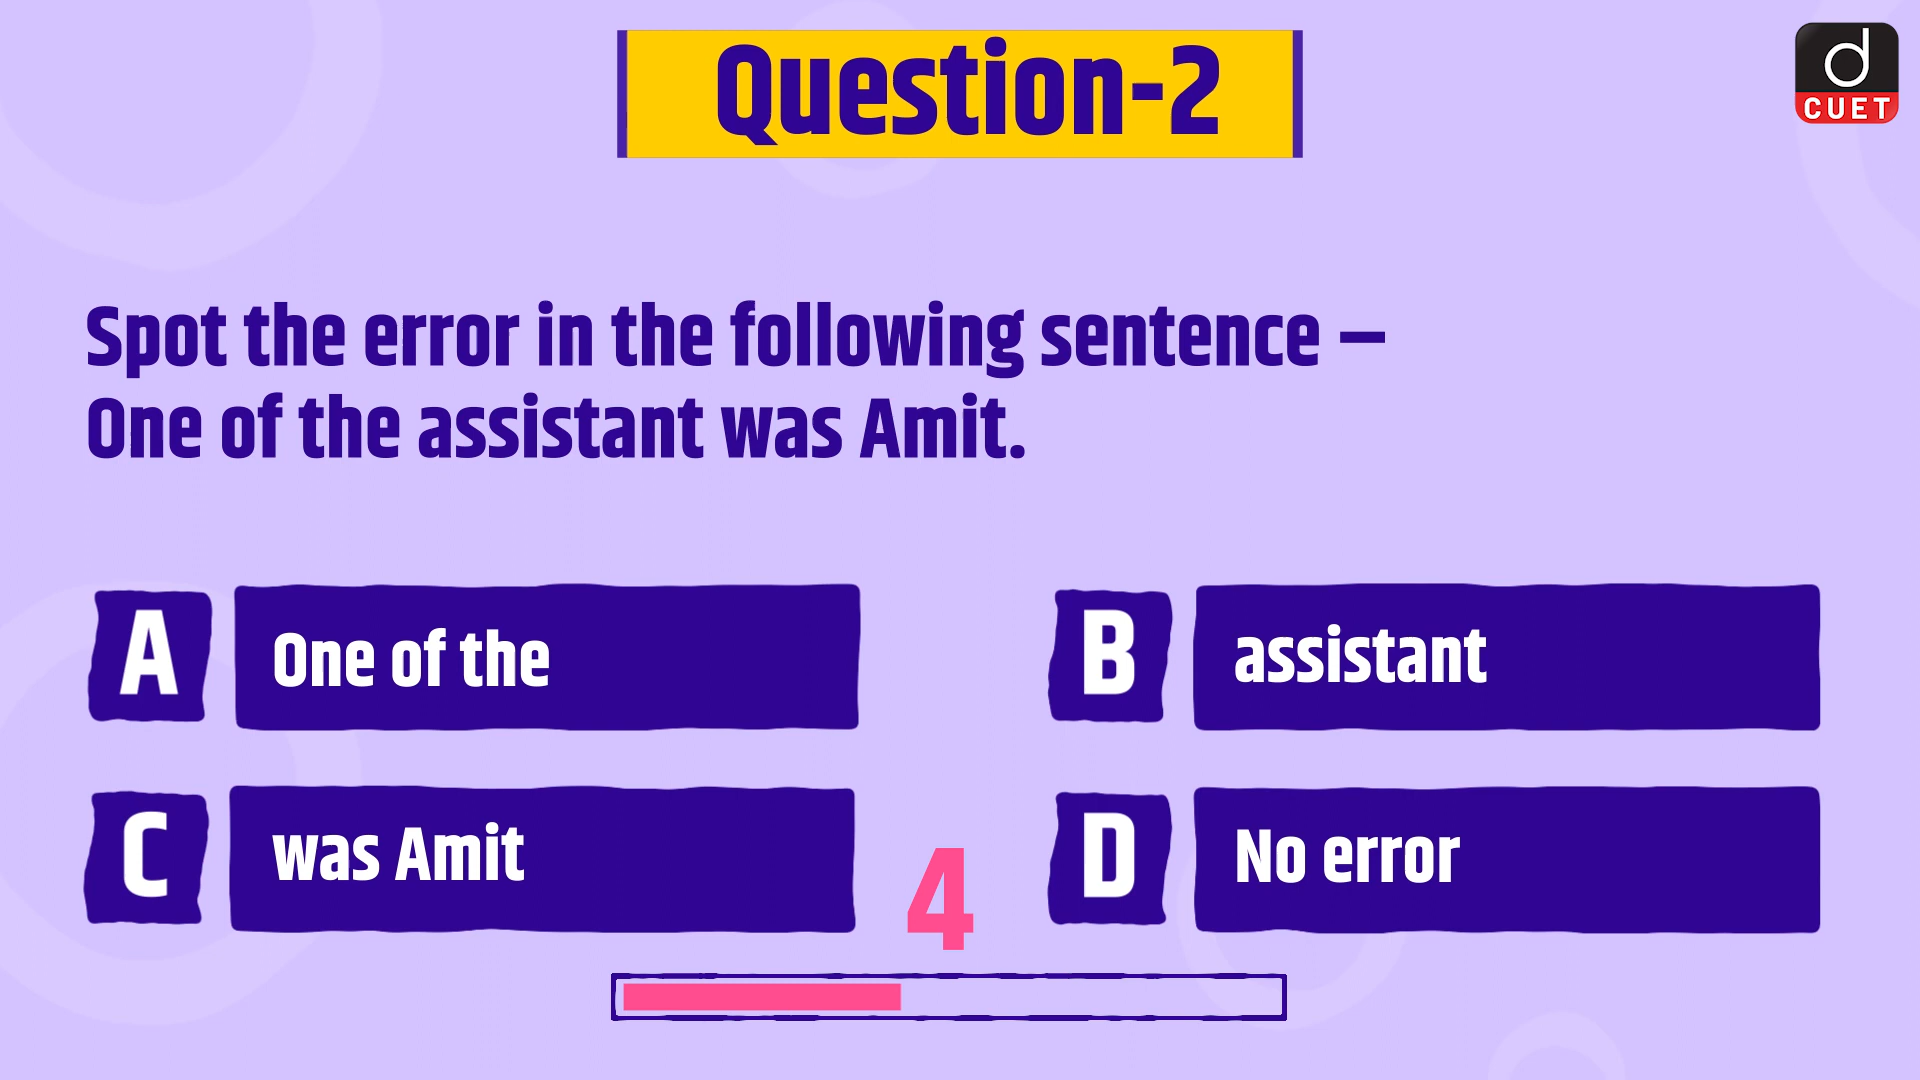 Question-2
d
CUET
Spot the error in the following sentence –
One of the assistant was Amit.
A
One of the
B
assistant
C
was Amit
D
No error
4